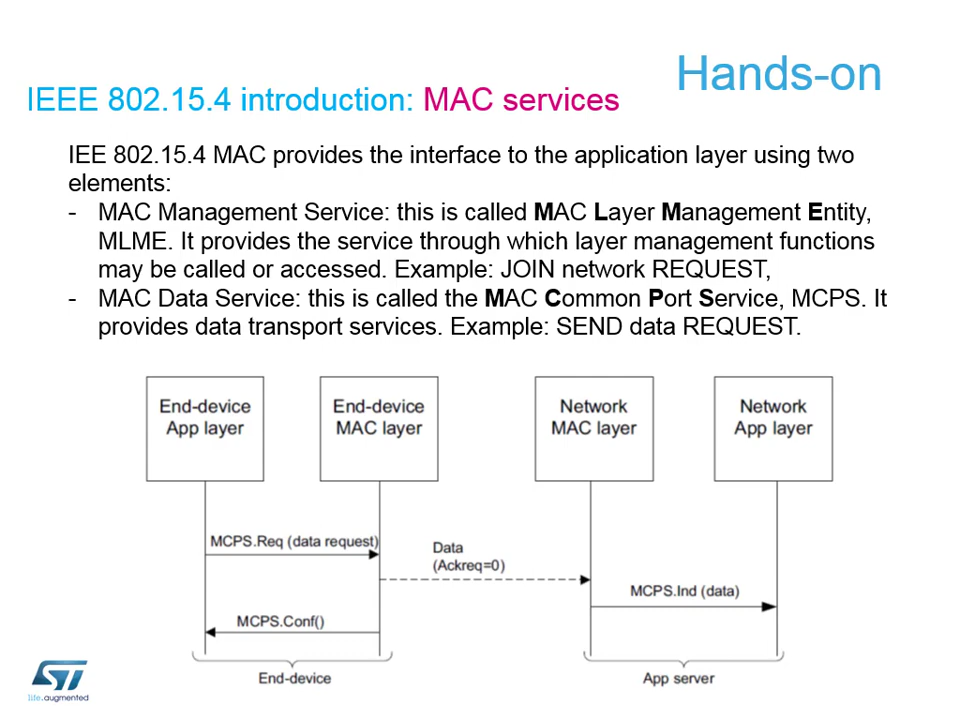 Hands-on
IEEE 802.15.4 introduction: MAC services
IEE 802.15.4 MAC provides the interface to the application layer using two
elements:
- MAC Management Service: this is called MAC Layer Management Entity,
MLME. It provides the service through which layer management functions
may be called or accessed. Example: JOIN network REQUEST,
- MAC Data Service: this is called the MAC Common Port Service, MCPS. It
provides data transport services. Example: SEND data REQUEST.
End-device
App layer
End-device
MAC layer
Network
MAC layer
Network
App layer
MCPS.Req (data request)
Data
(Ackreq=0)
MCPS.Ind (data)
MCPS.Conf()
End-device
App server
ST
life.augmented